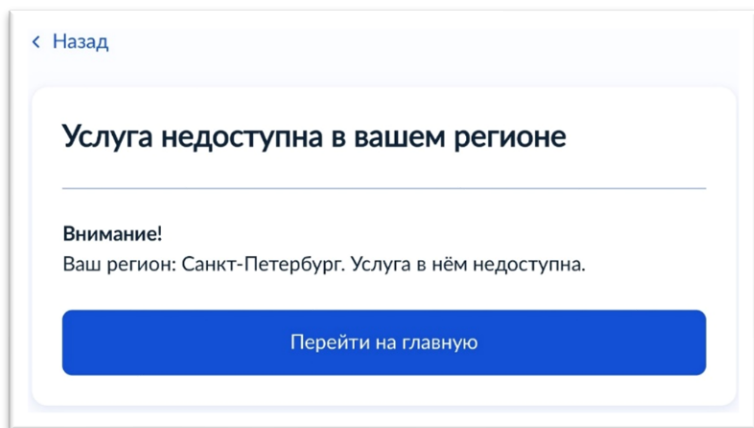 ‹ Назад
Услуга недоступна в вашем регионе
Внимание!
Ваш регион: Санкт-Петербург. Услуга в нём недоступна.
Перейти на главную